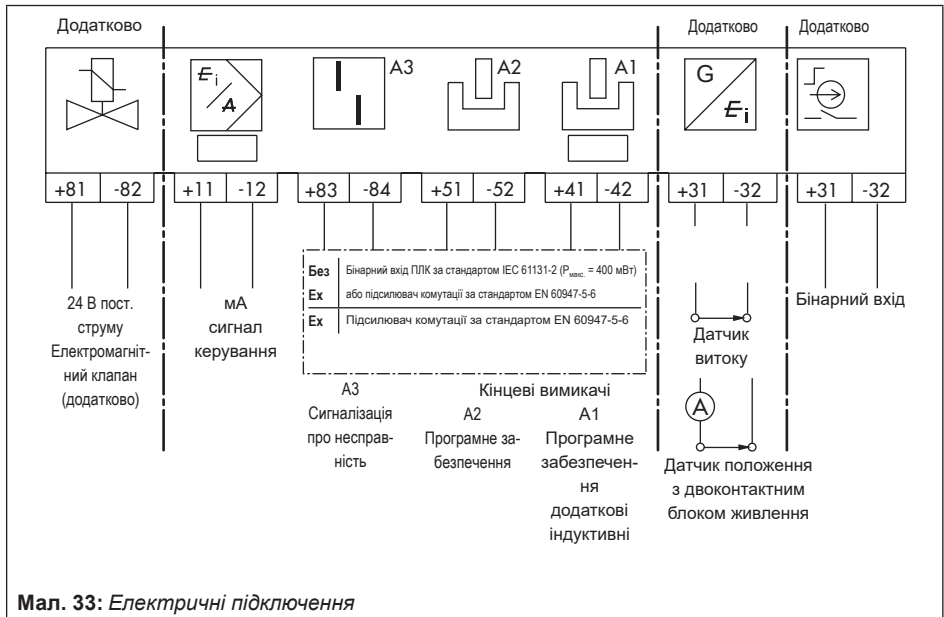 Додатково
Додатково
Додатково
E i
A
A3
A2
A1
G
E i
+81 -82 +11 -12 +83 -84 +51 -52 +41 -42 +31 -32 +31 -32
24 В пост.
струму
Електромагніт-
ний клапан
(додатково)
мА
сигнал
керування
Без Бінарний вхід ПЛК за стандартом IEC 61131-2 (Pмакс. = 400 мВт)
Ex або підсилювач комутації за стандартом EN 60947-5-6
Ex Підсилювач комутації за стандартом EN 60947-5-6
A3
Сигналізація
про несправ-
ність
Кінцеві вимикачі
A2
Програмне за-
безпечення
A1
Програмне
забезпечен-
ня
додаткові
індуктивні
Датчик
витоку
A
Датчик положення
з двоконтактним
блоком живлення
Бінарний вхід
Мал. 33: Електричні підключення